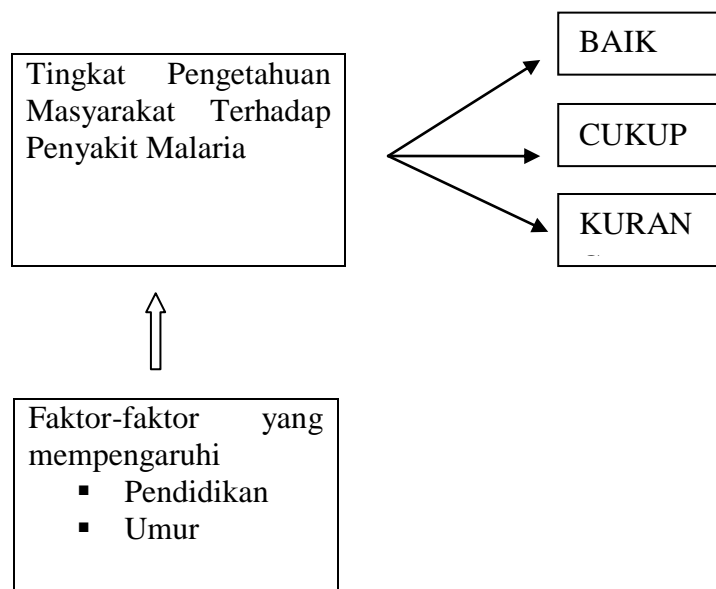 Tingkat Pengetahuan
Masyarakat Terhadap
Penyakit Malaria
BAIK
CUKUP
KURAN
Faktor-faktor yang
mempengaruhi
▪ Pendidikan
▪ Umur